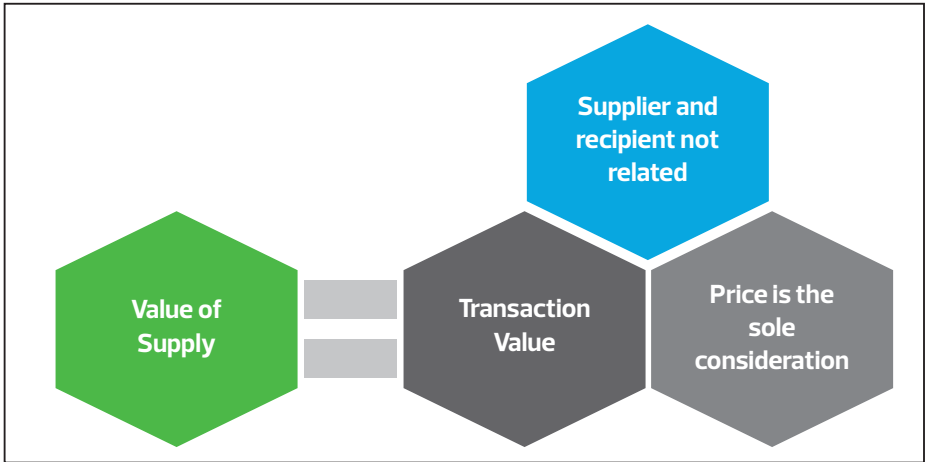 Supplier and
recipient not
related
Value of
Supply
Transaction
Value
Price is the
sole
consideration